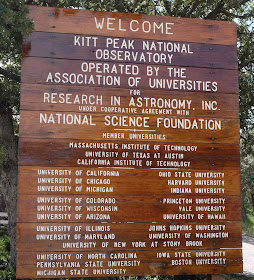 WELCOME
KITT PEAK NATIONAL
OBSERVATORY
OPERATED BY THE
ASSOCIATION OF UNIVERSITIES
FOR
RESEARCH IN ASTRONOMY, INC.
UNDER COOPERATIVE AGREEMENT WITH
NATIONAL SCIENCE FOUNDATION
MEMBER UNIVERSITIES
MASSACHUSETTS INSTITUTE OF TECHNOLOGY
UNIVERSITY OF TEXAS AT AUSTIN
CALIFORNIA INSTITUTE OF TECHNOLOGY
UNIVERSITY OF CALIFORNIA OHIO STATE UNIVERSITY
UNIVERSITY OF CHICAGO HARVARD UNIVERSITY
UNIVERSITY OF MICHIGAN INDIANA UNIVERSITY
UNIVERSITY OF COLORADO PRINCETON UNIVERSITY
UNIVERSITY OF WISCONSIN YALE UNIVERSITY
UNIVERSITY OF ARIZONA UNIVERSITY OF HAWAII
UNIVERSITY OF ILLINOIS JOHNS HOPKINS UNIVERSITY
UNIVERSITY OF MARYLAND UNIVERSITY OF WASHINGTON
UNIVERSITY OF NEW YORK AT STONY BROOK
UNIVERSITY OF NORTH CAROLINA IOWA STATE UNIVERSITY
PENNSYLVANIA STATE UNIVERSITY BOSTON UNIVERSITY
MICHIGAN STATE UNIVERSITY